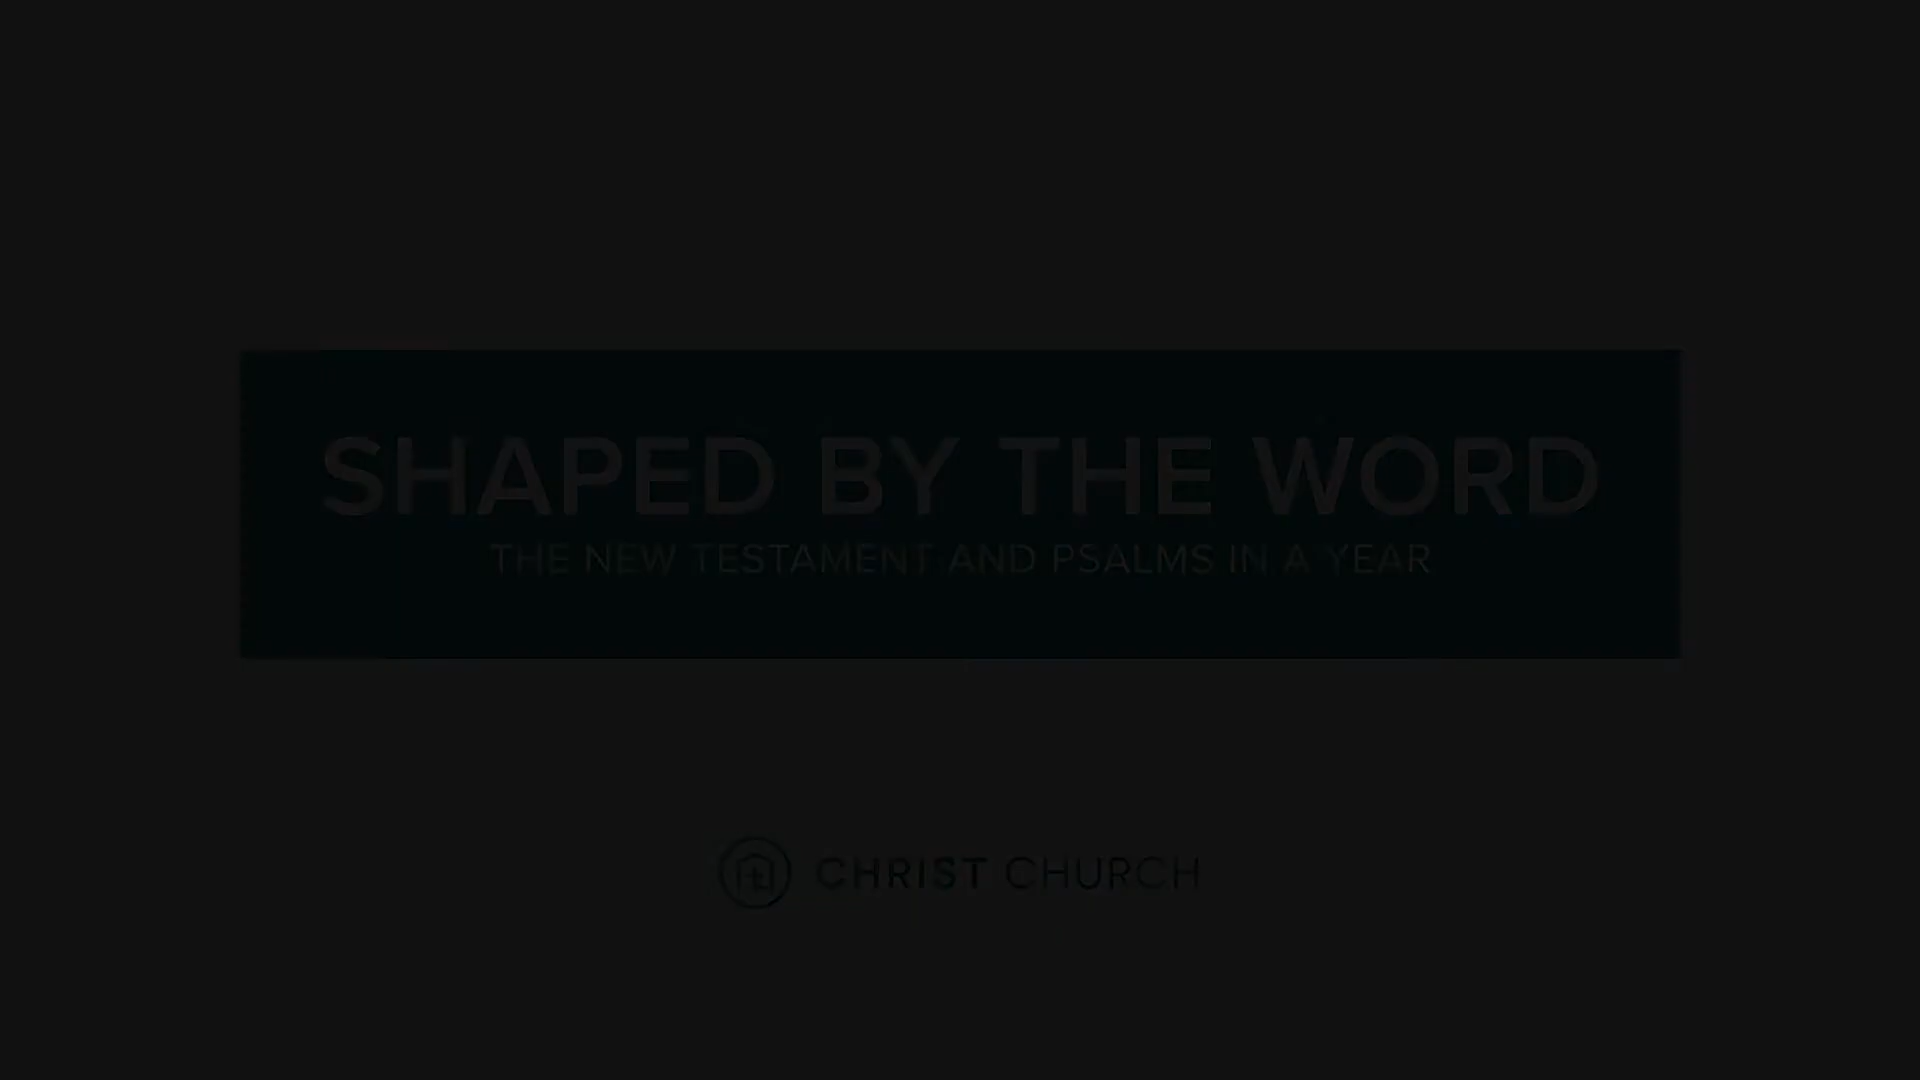 SHAPED BY THE WORD
THE NEW TESTAMENT AND PSALMS IN A YEAR
CHRIST CHURCH